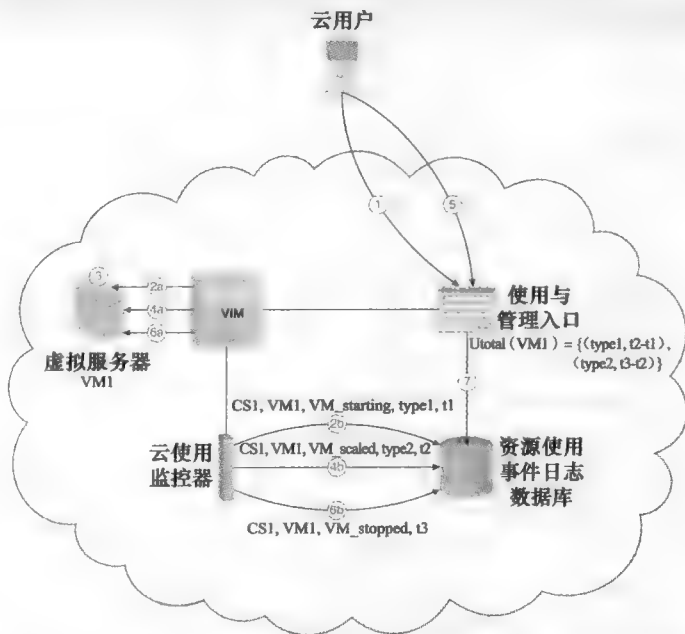 云用户
1
5
3
2a
4a
6a
VIM
使用与
管理入口
Utotal (VM1) = {(type1, t2-t1),
(type2, t3-t2)}
虚拟服务器
VM1
7
CS1, VM1, VM_starting, type1, t1
2b
云使用
监控器
CS1, VM1, VM_scaled, type2, t2
4b
6b
CS1, VM1, VM_stopped, t3
资源使用
事件日志
数据库